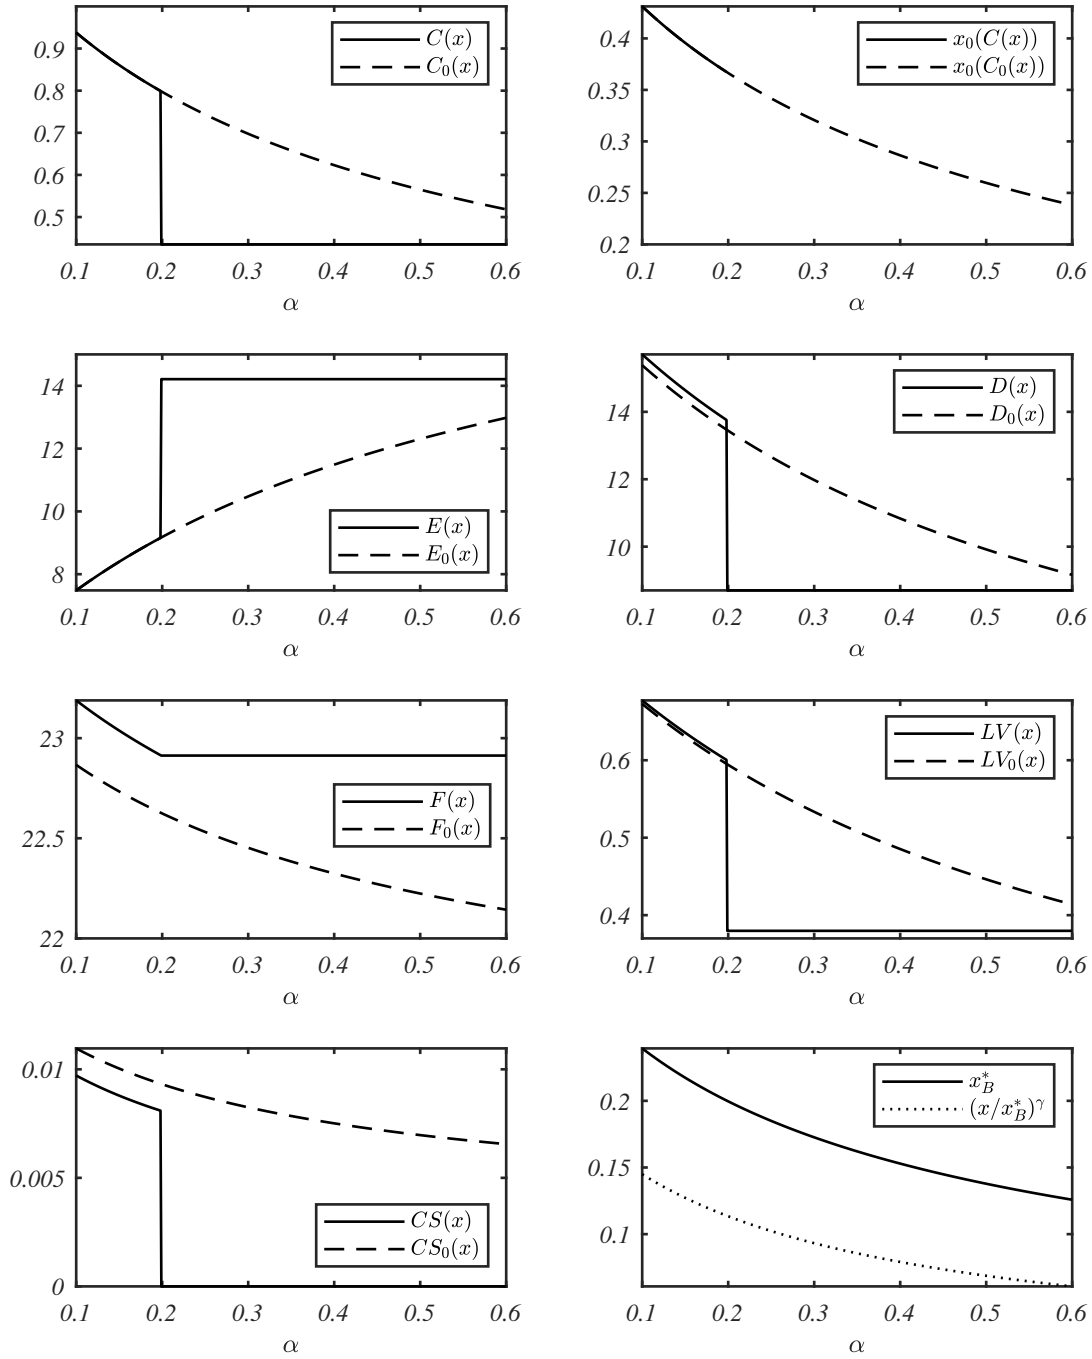 C(x)
C₀(x)
0.9
0.8
0.7
0.6
0.5
0.1 0.2 0.3 0.4 0.5 0.6
α
x₀(C(x))
x₀(C₀(x))
0.4
0.35
0.3
0.25
0.2
0.1 0.2 0.3 0.4 0.5 0.6
α
14
12
10
8
E(x)
E₀(x)
0.1 0.2 0.3 0.4 0.5 0.6
α
D(x)
D₀(x)
14
12
10
0.1 0.2 0.3 0.4 0.5 0.6
α
23
22.5
22
F(x)
F₀(x)
0.1 0.2 0.3 0.4 0.5 0.6
α
LV(x)
LV₀(x)
0.6
0.5
0.4
0.1 0.2 0.3 0.4 0.5 0.6
α
0.01
0.005
0
CS(x)
CS₀(x)
0.1 0.2 0.3 0.4 0.5 0.6
α
x*_B
(x/x*_B)^γ
0.2
0.15
0.1
0.1 0.2 0.3 0.4 0.5 0.6
α